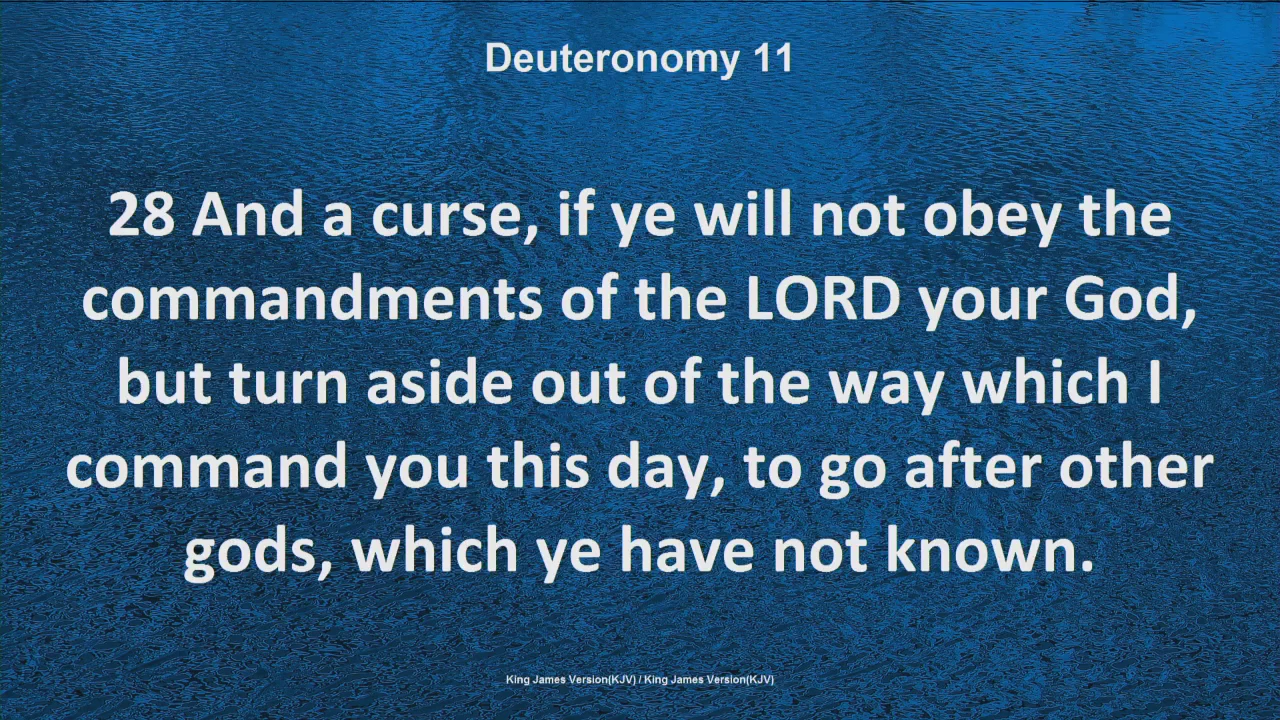 Deuteronomy 11
28 And a curse, if ye will not obey the
commandments of the LORD your God,
but turn aside out of the way which I
command you this day, to go after other
gods, which ye have not known.
King James Version(KJV) / King James Version(KJV)